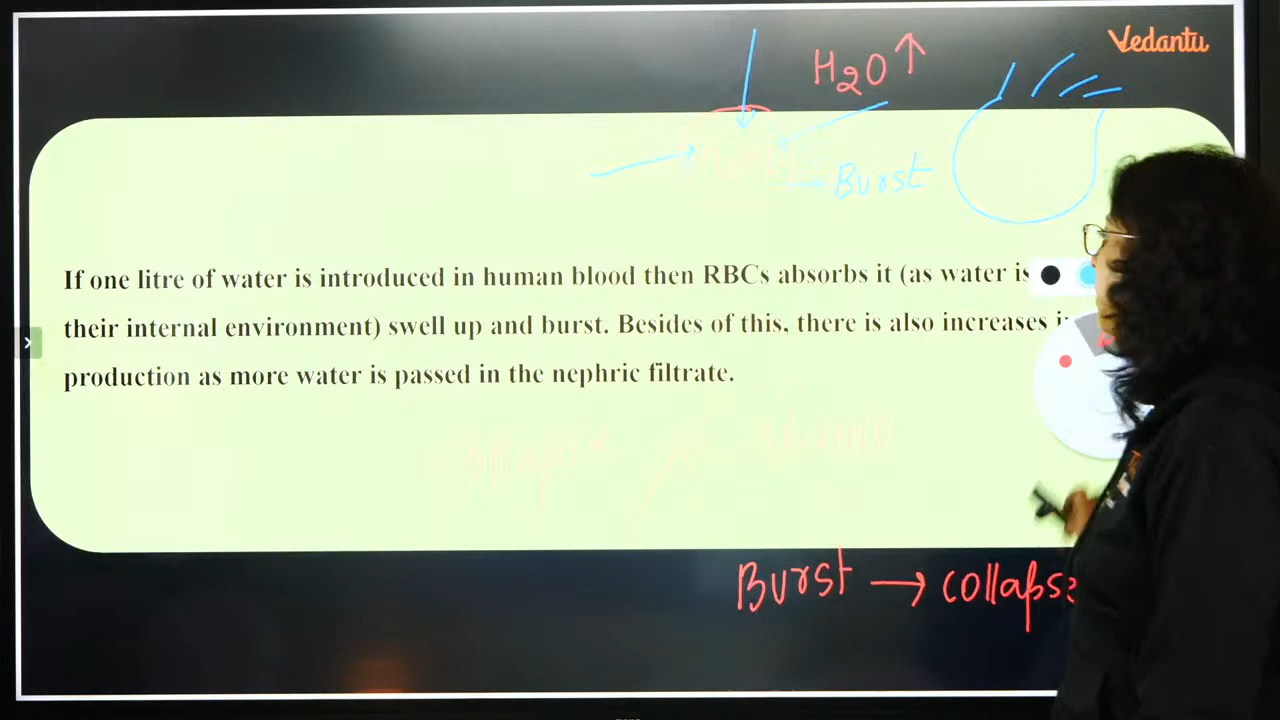 Vedantu
H2O ↑
Burst
If one litre of water is introduced in human blood then RBCs absorbs it (as water is
their internal environment) swell up and burst. Besides of this, there is also increases
production as more water is passed in the nephric filtrate.
Burst → collapse